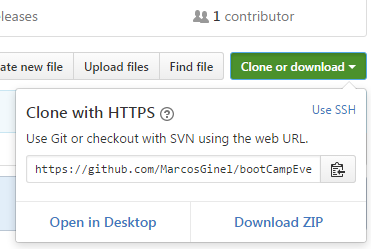 eleases
1 contributor
ate new file
Upload files
Find file
Clone or download
Clone with HTTPS
Use SSH
Use Git or checkout with SVN using the web URL.
https://github.com/MarcosGinel/bootCampEve
Open in Desktop
Download ZIP